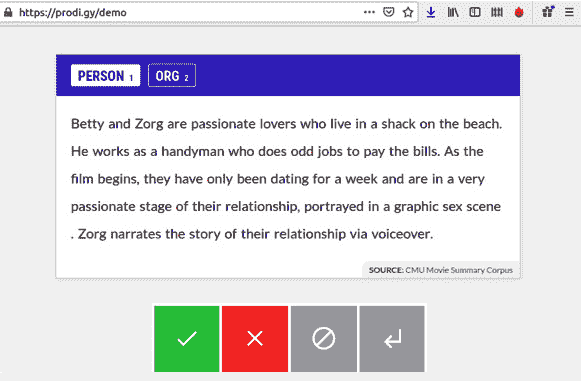 https://prodi.gy/demo
PERSON 1 ORG 2
Betty and Zorg are passionate lovers who live in a shack on the beach.
He works as a handyman who does odd jobs to pay the bills. As the
film begins, they have only been dating for a week and are in a very
passionate stage of their relationship, portrayed in a graphic sex scene
. Zorg narrates the story of their relationship via voiceover.
SOURCE: CMU Movie Summary Corpus